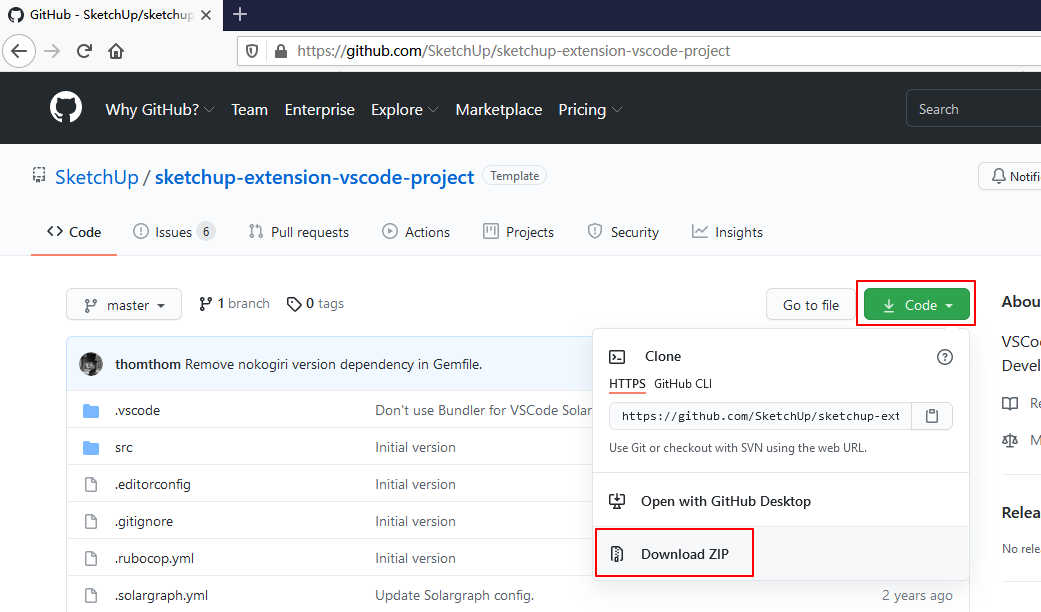 GitHub - SketchUp/sketchup
https://github.com/SketchUp/sketchup-extension-vscode-project
Why GitHub? Team Enterprise Explore Marketplace Pricing Search
SketchUp / sketchup-extension-vscode-project Template Notifi
Code Issues 6 Pull requests Actions Projects Security Insights
master 1 branch 0 tags Go to file Code
Abou
thomthom Remove nokogiri version dependency in Gemfile.
.vscode Don't use Bundler for VSCode Solar
src Initial version
.editorconfig Initial version
.gitignore Initial version
.rubocop.yml Initial version
.solargraph.yml Update Solargraph config. 2 years ago
Clone
HTTPS GitHub CLI
https://github.com/SketchUp/sketchup-ext
Use Git or checkout with SVN using the web URL.
Open with GitHub Desktop
Download ZIP
VSCo
Devel
Re
M
Relea
No rele